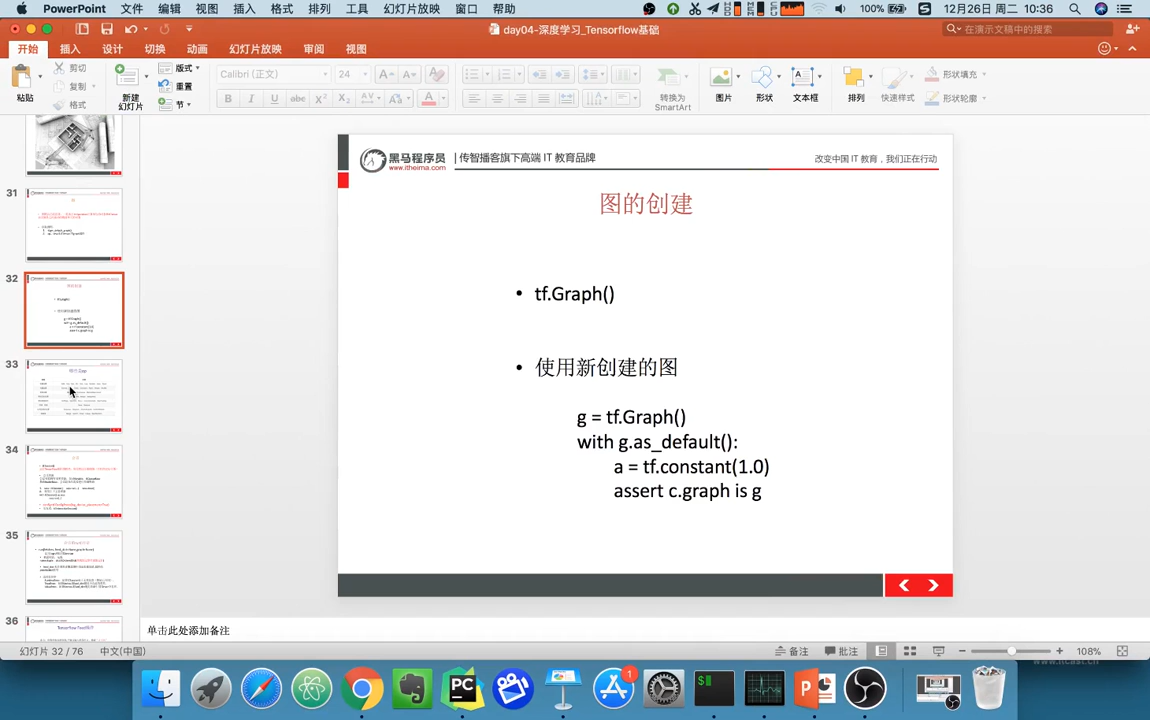 PowerPoint 文件 编辑 视图 插入 格式 排列 工具 幻灯片放映 窗口 帮助 100% 12月26日 周二 10:36
day04-深度学习_Tensorflow基础 在演示文稿中的搜索
开始 插入 设计 切换 动画 幻灯片放映 审阅 视图
粘贴 剪切 复制 格式 新建幻灯片 版式 重置 节
Calibri (正文) 24
B I U abc X² X₂ AV A
转换为 SmartArt 图片 形状 文本框 排列 快速样式 形状填充 形状轮廓
黑马程序员 | 传智播客旗下高端 IT 教育品牌 改变中国 IT 教育,我们正在行动
www.itheima.com
图的创建
• tf.Graph()
• 使用新创建的图
g = tf.Graph()
with g.as_default():
a = tf.constant(1.0)
assert c.graph is g
31
32
33
34
35
36
单击此处添加备注
幻灯片 32 / 76 中文(中国) 备注 批注 108%
PC
1
$
P